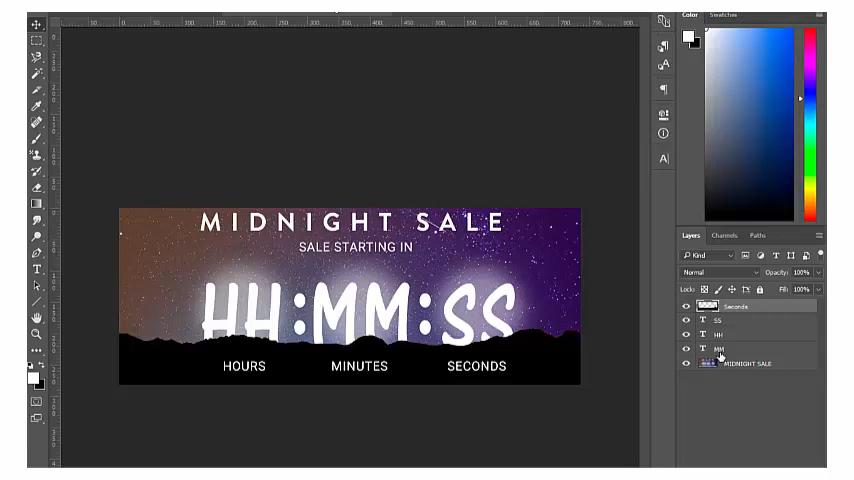 Color Swatches
MIDNIGHT SALE
SALE STARTING IN
HH:MM:SS
HOURS MINUTES SECONDS
Layers Channels Paths
Kind
Normal Opacity: 100%
Lock: Fill: 100%
Seconds
SS
HH
MM
MIDNIGHT SALE